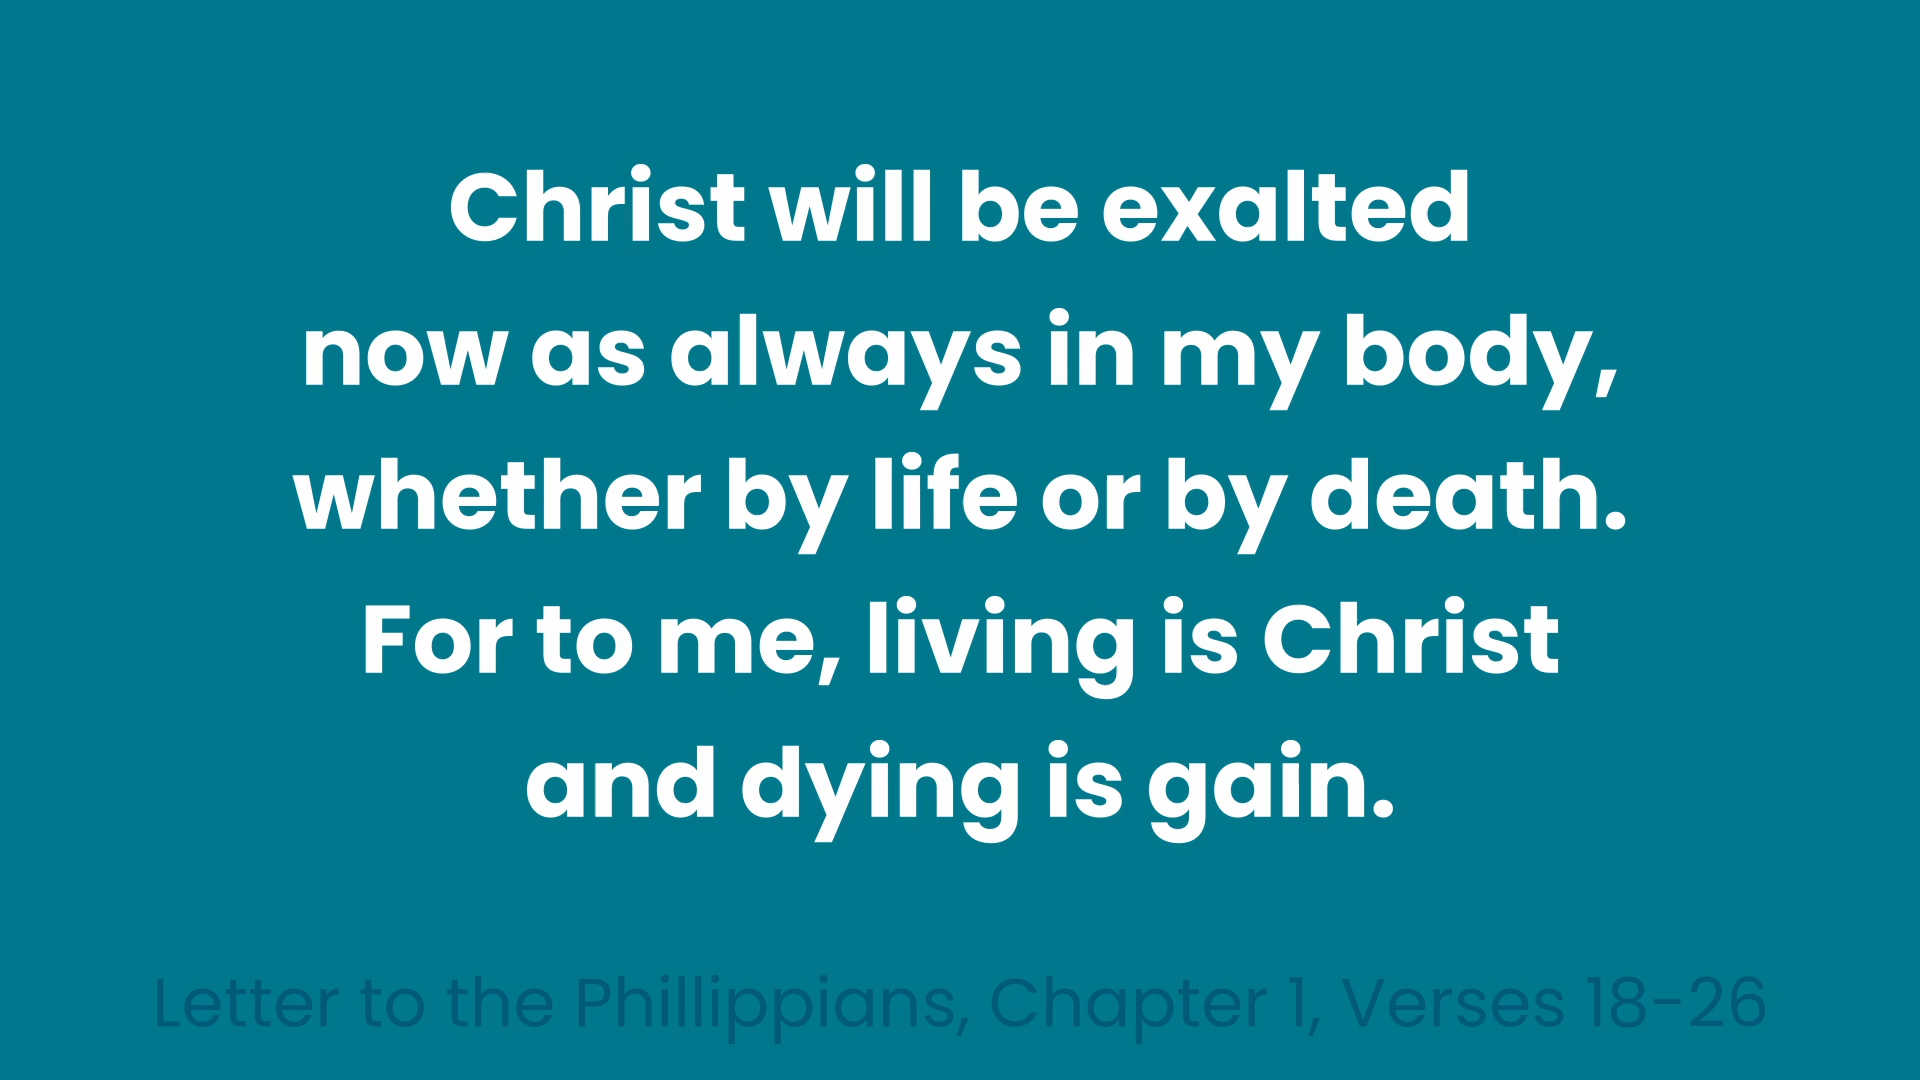 Christ will be exalted
now as always in my body,
whether by life or by death.
For to me, living is Christ
and dying is gain.
Letter to the Phillippians, Chapter 1, Verses 18-26